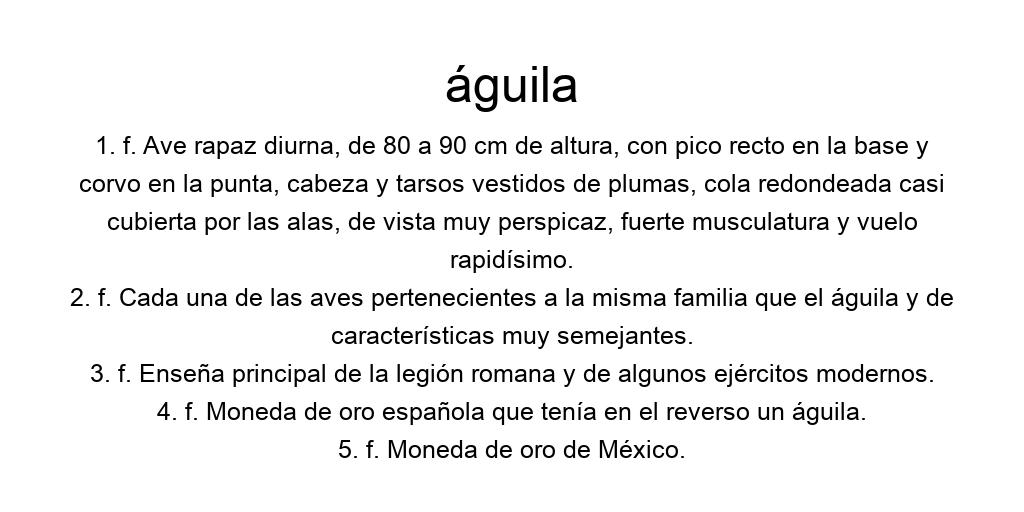 águila
1. f. Ave rapaz diurna, de 80 a 90 cm de altura, con pico recto en la base y
corvo en la punta, cabeza y tarsos vestidos de plumas, cola redondeada casi
cubierta por las alas, de vista muy perspicaz, fuerte musculatura y vuelo
rapidísimo.
2. f. Cada una de las aves pertenecientes a la misma familia que el águila y de
características muy semejantes.
3. f. Enseña principal de la legión romana y de algunos ejércitos modernos.
4. f. Moneda de oro española que tenía en el reverso un águila.
5. f. Moneda de oro de México.